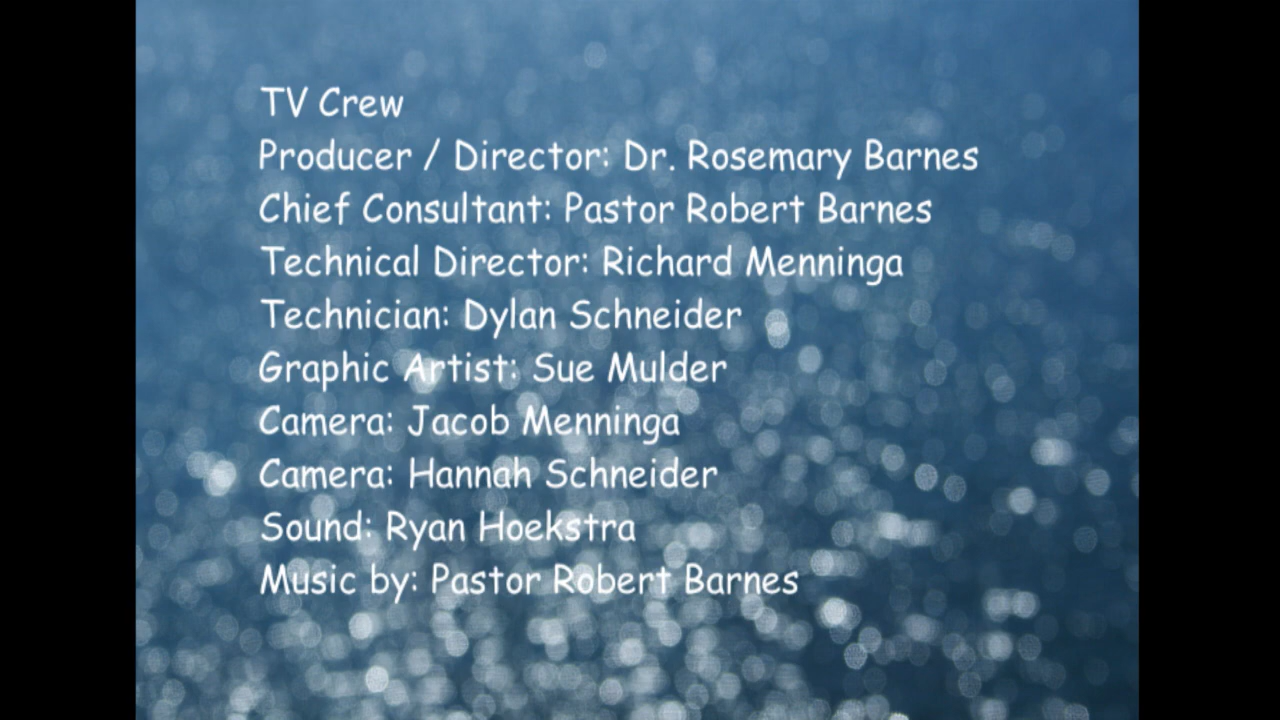 TV Crew
Producer / Director: Dr. Rosemary Barnes
Chief Consultant: Pastor Robert Barnes
Technical Director: Richard Menninga
Technician: Dylan Schneider
Graphic Artist: Sue Mulder
Camera: Jacob Menninga
Camera: Hannah Schneider
Sound: Ryan Hoekstra
Music by: Pastor Robert Barnes